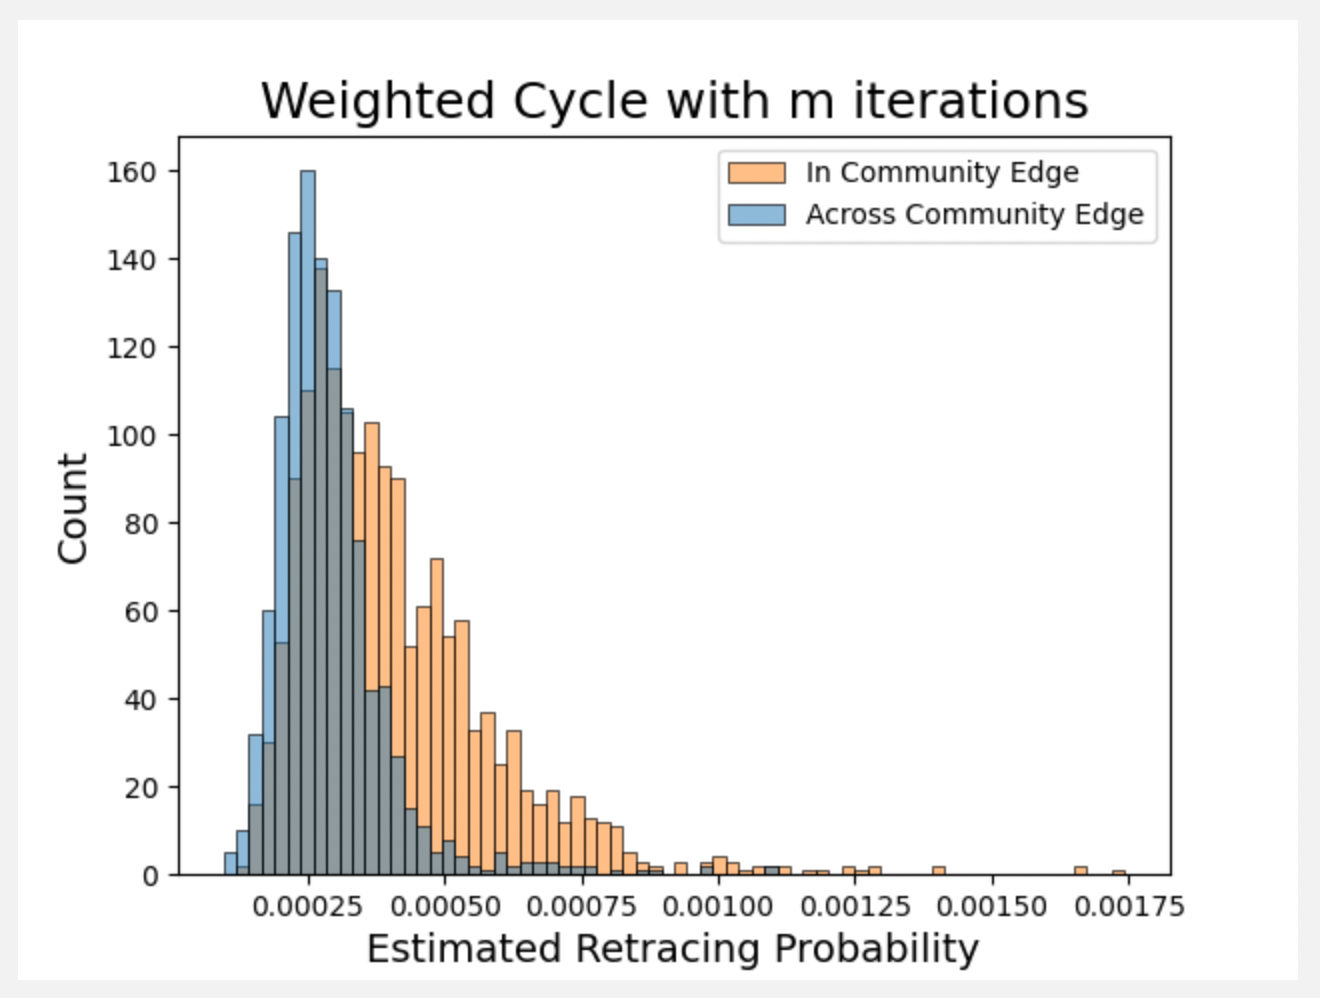 Weighted Cycle with m iterations
In Community Edge
Across Community Edge
160
140
120
100
80
60
40
20
0
Count
0.00025 0.00050 0.00075 0.00100 0.00125 0.00150 0.00175
Estimated Retracing Probability